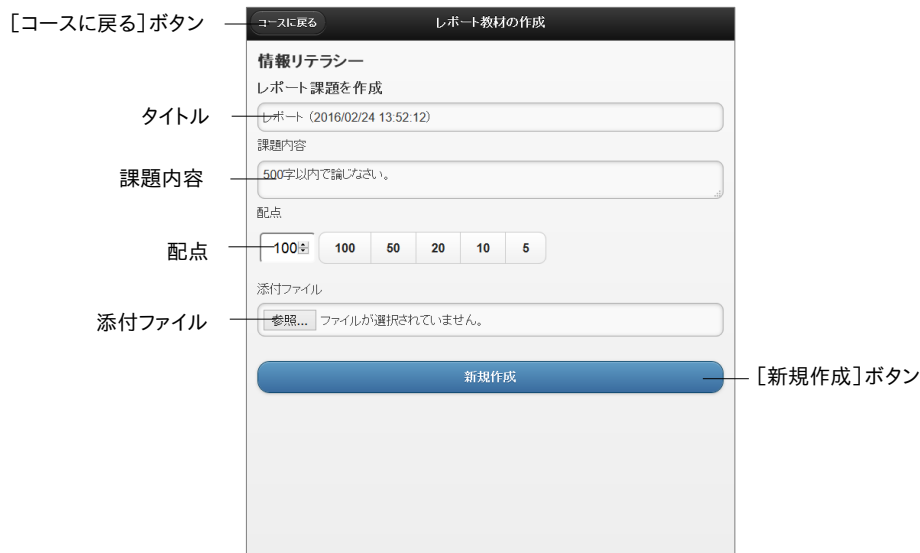 ［コースに戻る］ボタン
コースに戻る
レポート教材の作成
情報リテラシー
レポート課題を作成
タイトル
レポート（2016/02/24 13:52:12）
課題内容
課題内容
500字以内で論じなさい。
配点
配点
100
100 50 20 10 5
添付ファイル
添付ファイル
参照... ファイルが選択されていません。
新規作成
［新規作成］ボタン